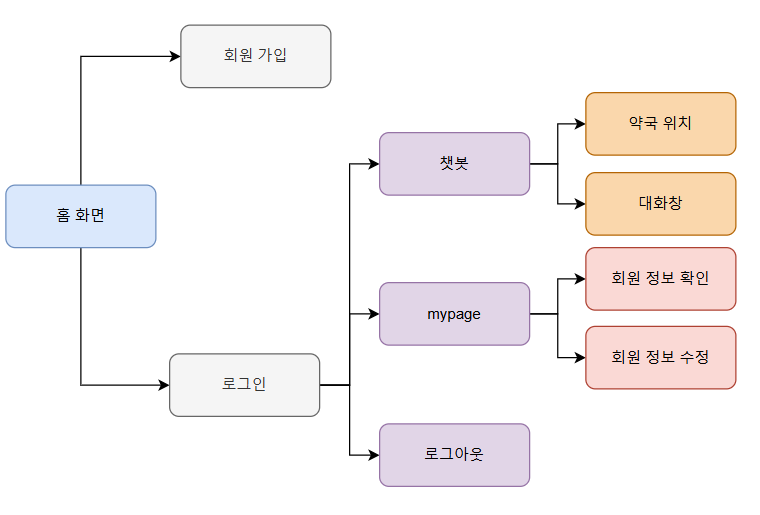 회원 가입
홈 화면
로그인
챗봇
mypage
로그아웃
약국 위치
대화창
회원 정보 확인
회원 정보 수정